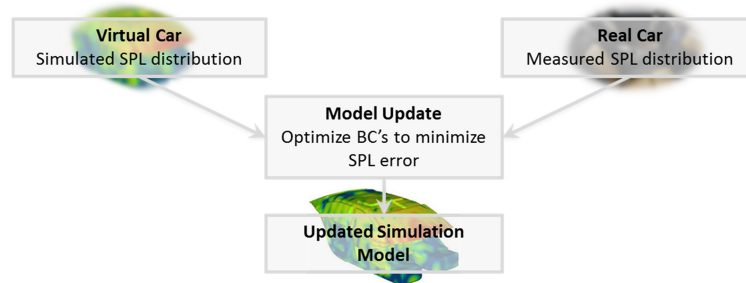 Virtual Car
Simulated SPL distribution
Real Car
Measured SPL distribution
Model Update
Optimize BC's to minimize
SPL error
Updated Simulation
Model